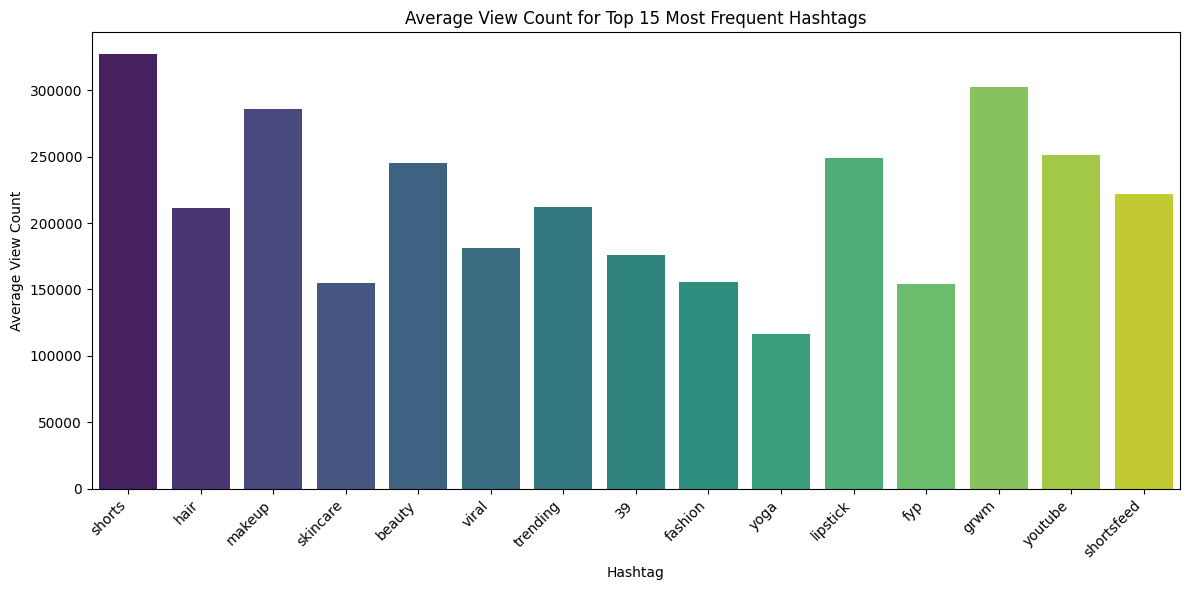 Average View Count for Top 15 Most Frequent Hashtags
Average View Count
300000
250000
200000
150000
100000
50000
0
shorts
hair
makeup
skincare
beauty
viral
trending
39
fashion
yoga
lipstick
fyp
grwm
youtube
shortsfeed
Hashtag